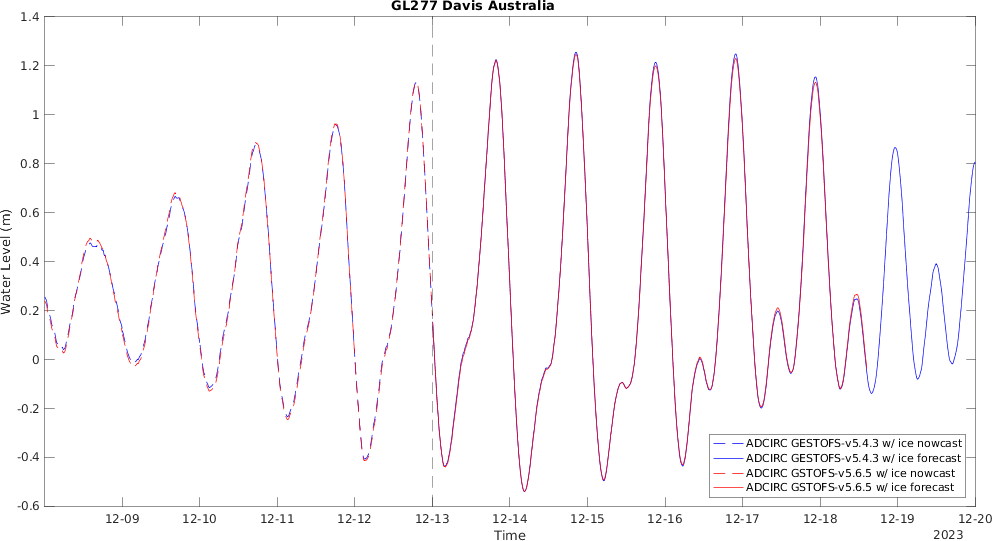 GL277 Davis Australia
1.4
1.2
1
0.8
0.6
0.4
0.2
0
-0.2
-0.4
-0.6
Water Level (m)
ADCIRC GESTOFS-v5.4.3 w/ ice nowcast
ADCIRC GESTOFS-v5.4.3 w/ ice forecast
ADCIRC GSTOFS-v5.6.5 w/ ice nowcast
ADCIRC GSTOFS-v5.6.5 w/ ice forecast
12-09 12-10 12-11 12-12 12-13 12-14 12-15 12-16 12-17 12-18 12-19 12-20
Time
2023